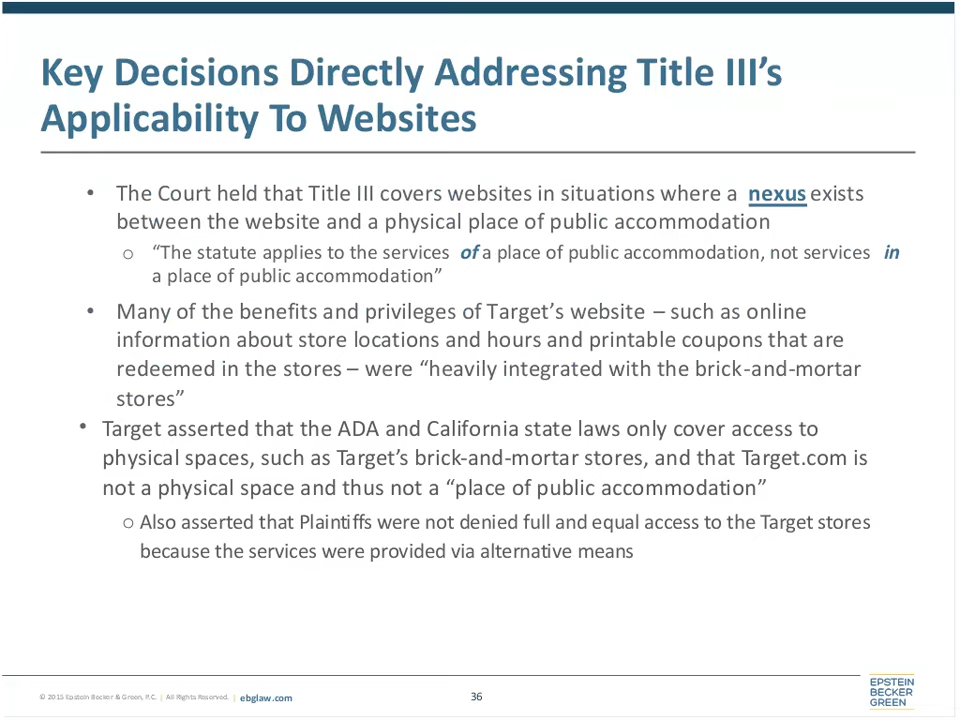 Key Decisions Directly Addressing Title III’s
Applicability To Websites
• The Court held that Title III covers websites in situations where a nexus exists
between the website and a physical place of public accommodation
o “The statute applies to the services of a place of public accommodation, not services in
a place of public accommodation”
• Many of the benefits and privileges of Target’s website – such as online
information about store locations and hours and printable coupons that are
redeemed in the stores – were “heavily integrated with the brick-and-mortar
stores”
• Target asserted that the ADA and California state laws only cover access to
physical spaces, such as Target’s brick-and-mortar stores, and that Target.com is
not a physical space and thus not a “place of public accommodation”
○ Also asserted that Plaintiffs were not denied full and equal access to the Target stores
because the services were provided via alternative means
© 2015 Epstein Becker & Green, P.C. | All Rights Reserved. | ebglaw.com
36
EPSTEIN
BECKER
GREEN